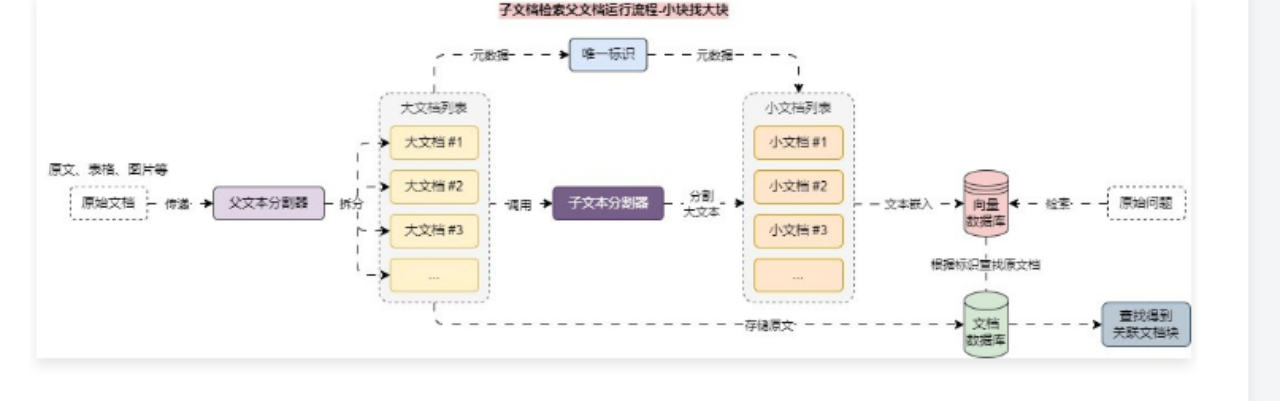 子文档检索父文档运行流程-小块找大块
元数据
唯一标识
元数据
大文档列表
小文档列表
大文档 #1
小文档 #1
原文、表格、图片等
大文档 #2
小文档 #2
原始文档
传递
父文本分割器
拆分
调用
子文本分割器
分割
大文本
文本嵌入
向量
数据库
检索
原始问题
大文档 #3
小文档 #3
...
...
根据标识查找原文档
存储原文
文档
数据库
查找得到
关联文档块